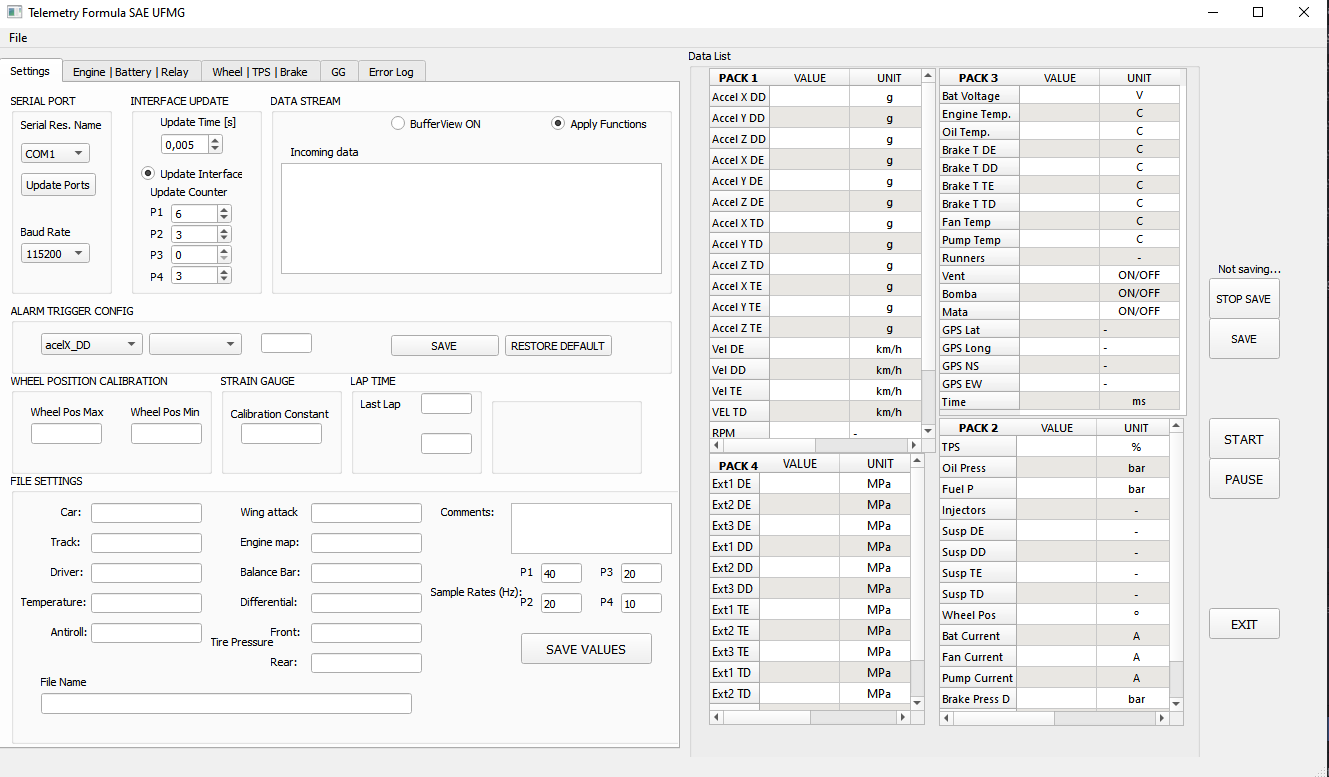 Telemetry Formula SAE UFMG
File
Settings
Engine | Battery | Relay
Wheel | TPS | Brake
GG
Error Log
SERIAL PORT
Serial Res. Name
COM1
Update Ports
Baud Rate
115200
INTERFACE UPDATE
Update Time [s]
0,005
Update Interface
Update Counter
P1 6
P2 3
P3 0
P4 3
DATA STREAM
BufferView ON
Apply Functions
Incoming data
ALARM TRIGGER CONFIG
acelX_DD
SAVE
RESTORE DEFAULT
WHEEL POSITION CALIBRATION
Wheel Pos Max
Wheel Pos Min
STRAIN GAUGE
Calibration Constant
LAP TIME
Last Lap
FILE SETTINGS
Car:
Track:
Driver:
Temperature:
Antiroll:
Wing attack
Engine map:
Balance Bar:
Differential:
Tire Pressure
Front:
Rear:
Comments:
Sample Rates (Hz):
P1 40
P3 20
P2 20
P4 10
SAVE VALUES
File Name
Data List
PACK 1 VALUE UNIT
Accel X DD g
Accel Y DD g
Accel Z DD g
Accel X DE g
Accel Y DE g
Accel Z DE g
Accel X TD g
Accel Y TD g
Accel Z TD g
Accel X TE g
Accel Y TE g
Accel Z TE g
Vel DE km/h
Vel DD km/h
Vel TE km/h
VEL TD km/h
RPM -
PACK 4 VALUE UNIT
Ext1 DE MPa
Ext2 DE MPa
Ext3 DE MPa
Ext1 DD MPa
Ext2 DD MPa
Ext3 DD MPa
Ext1 TE MPa
Ext2 TE MPa
Ext3 TE MPa
Ext1 TD MPa
Ext2 TD MPa
PACK 3 VALUE UNIT
Bat Voltage V
Engine Temp. C
Oil Temp. C
Brake T DE C
Brake T DD C
Brake T TE C
Brake T TD C
Fan Temp C
Pump Temp C
Runners -
Vent ON/OFF
Bomba ON/OFF
Mata ON/OFF
GPS Lat -
GPS Long -
GPS NS -
GPS EW -
Time ms
PACK 2 VALUE UNIT
TPS %
Oil Press bar
Fuel P bar
Injectors -
Susp DE -
Susp DD -
Susp TE -
Susp TD -
Wheel Pos °
Bat Current A
Fan Current A
Pump Current A
Brake Press D bar
Not saving...
STOP SAVE
SAVE
START
PAUSE
EXIT